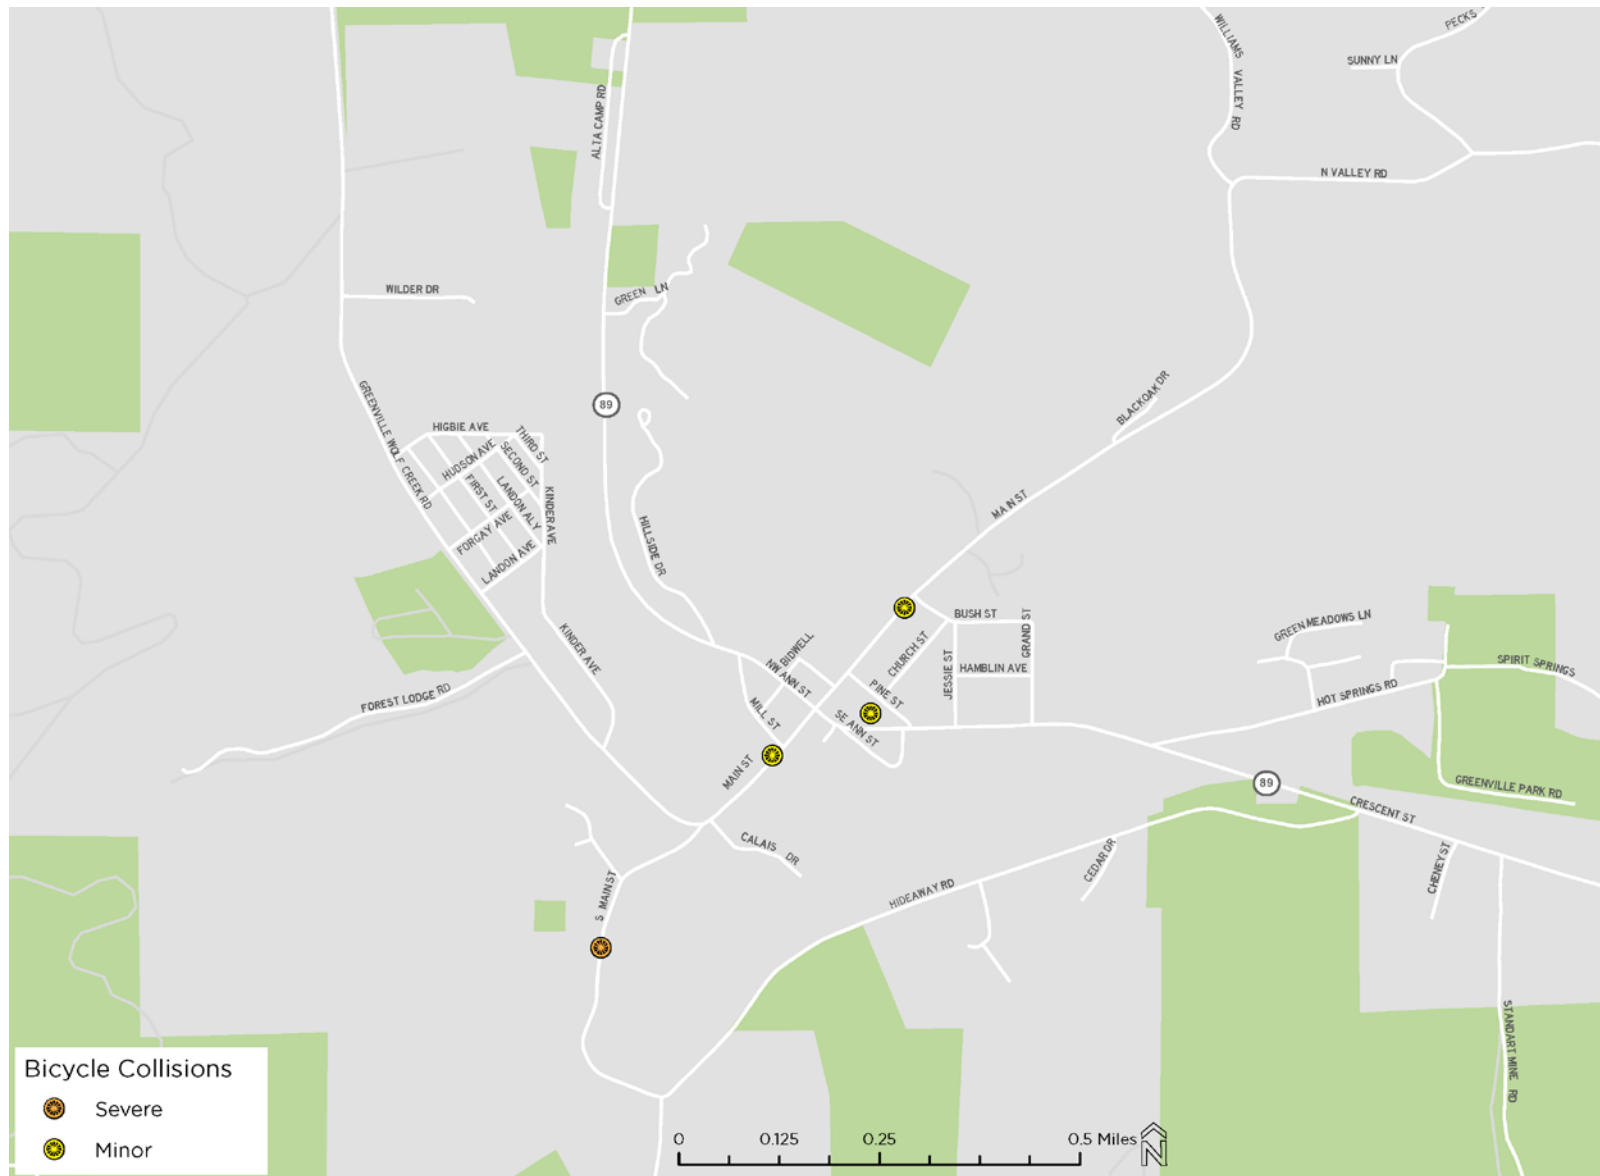 WILLIAMS VALLEY RD
PECKS
SUNNY LN
ALTA CAMP RD
N VALLEY RD
WILDER DR
GREEN LN
89
GREENVILLE WOLF CREEK RD
HIGBIE AVE
HUDSON AVE
THIRD ST
SECOND ST
FIRST ST
LANDON ALY
KINDER AVE
FORGAY AVE
LANDON AVE
BLACKOAK DR
MAIN ST
HILLSIDE DR
KINDER AVE
BIDWELL
NW ANN ST
MILL ST
CHURCH ST
BUSH ST
GRAND ST
JESSIE ST
HAMBLIN AVE
PINE ST
SE ANN ST
GREEN MEADOWS LN
SPIRIT SPRINGS
HOT SPRINGS RD
FOREST LODGE RD
MAIN ST
89
GREENVILLE PARK RD
CRESCENT ST
CALAIS DR
CEDAR DR
CHENEY ST
HIDEAWAY RD
S MAIN ST
STANDART MINE RD
Bicycle Collisions
Severe
Minor
0 0.125 0.25 0.5 Miles
N